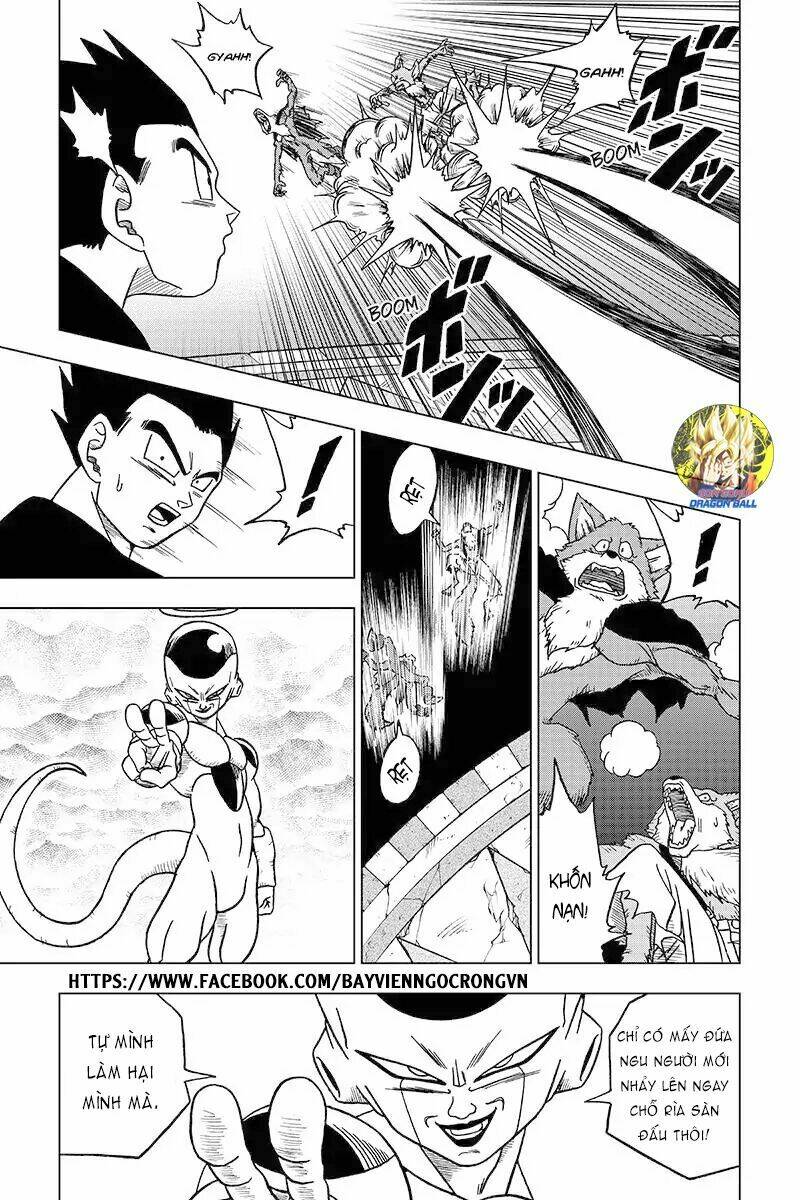 GAHH!
GYAHH!
ボンッ
BOOM
ボンッ
BOOM
!
!
RẸT
RẸT
KHỐN
NẠN!
SON GOKU
DRAGON BALL
HTTPS://WWW.FACEBOOK.COM/BAYVIENNGOCRONGVN
CHỈ CÓ MẤY ĐỨA
NGU NGƯỜI MỚI
NHẢY LÊN NGAY
CHỖ RÌA SÀN
ĐẤU THÔI!
TỰ MÌNH
LÀM HẠI
MÌNH MÀ.